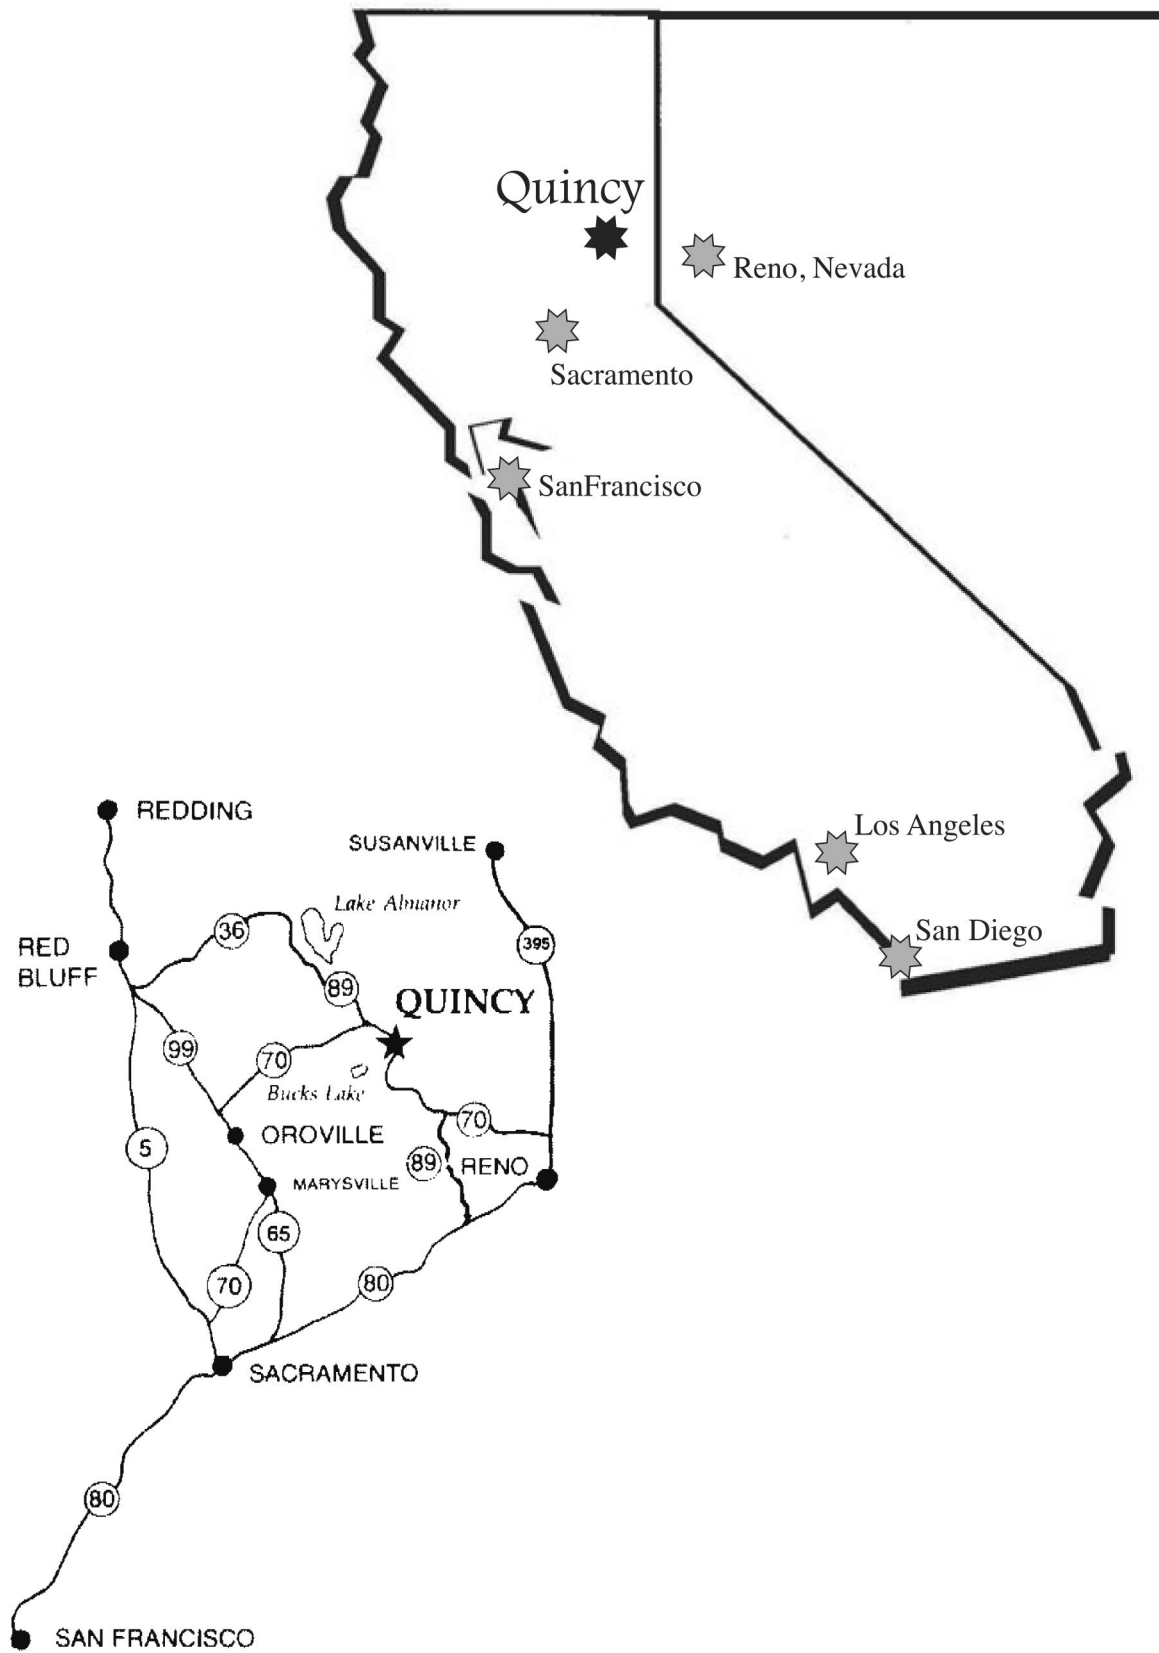 Quincy
Reno, Nevada
Sacramento
SanFrancisco
Los Angeles
San Diego
REDDING
SUSANVILLE
Lake Almanor
36
RED
BLUFF
395
89
QUINCY
99
70
Bucks Lake
70
OROVILLE
5
89
RENO
MARYSVILLE
65
70
80
SACRAMENTO
80
SAN FRANCISCO